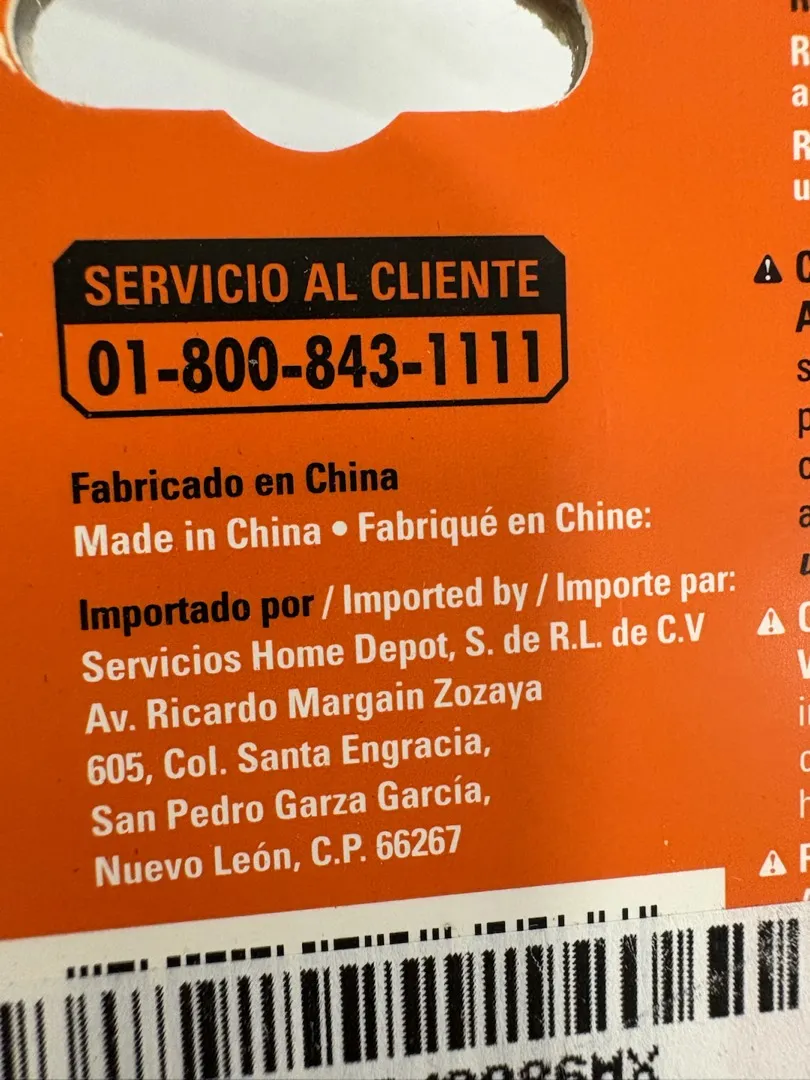 SERVICIO AL CLIENTE
01-800-843-1111
Fabricado en China
Made in China • Fabriqué en Chine:
Importado por / Imported by / Importe par:
Servicios Home Depot, S. de R.L. de C.V
Av. Ricardo Margain Zozaya
605, Col. Santa Engracia,
San Pedro Garza García,
Nuevo León, C.P. 66267